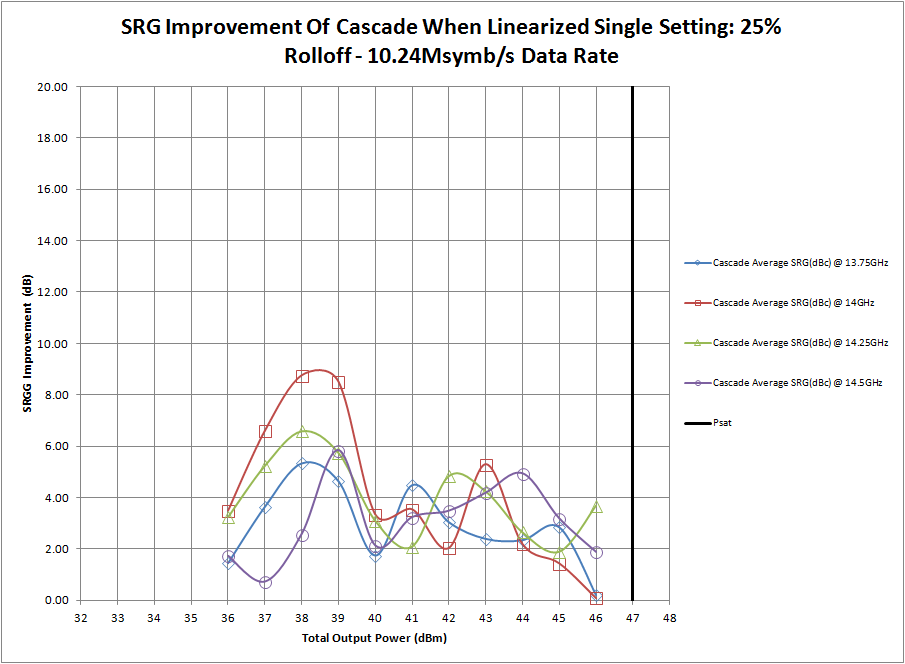 SRG Improvement Of Cascade When Linearized Single Setting: 25%
Rolloff - 10.24Msymb/s Data Rate
20.00
18.00
16.00
14.00
12.00
10.00
8.00
6.00
4.00
2.00
0.00
SRGG Improvement (dB)
32 33 34 35 36 37 38 39 40 41 42 43 44 45 46 47 48
Total Output Power (dBm)
Cascade Average SRG(dBc) @ 13.75GHz
Cascade Average SRG(dBc) @ 14GHz
Cascade Average SRG(dBc) @ 14.25GHz
Cascade Average SRG(dBc) @ 14.5GHz
Psat